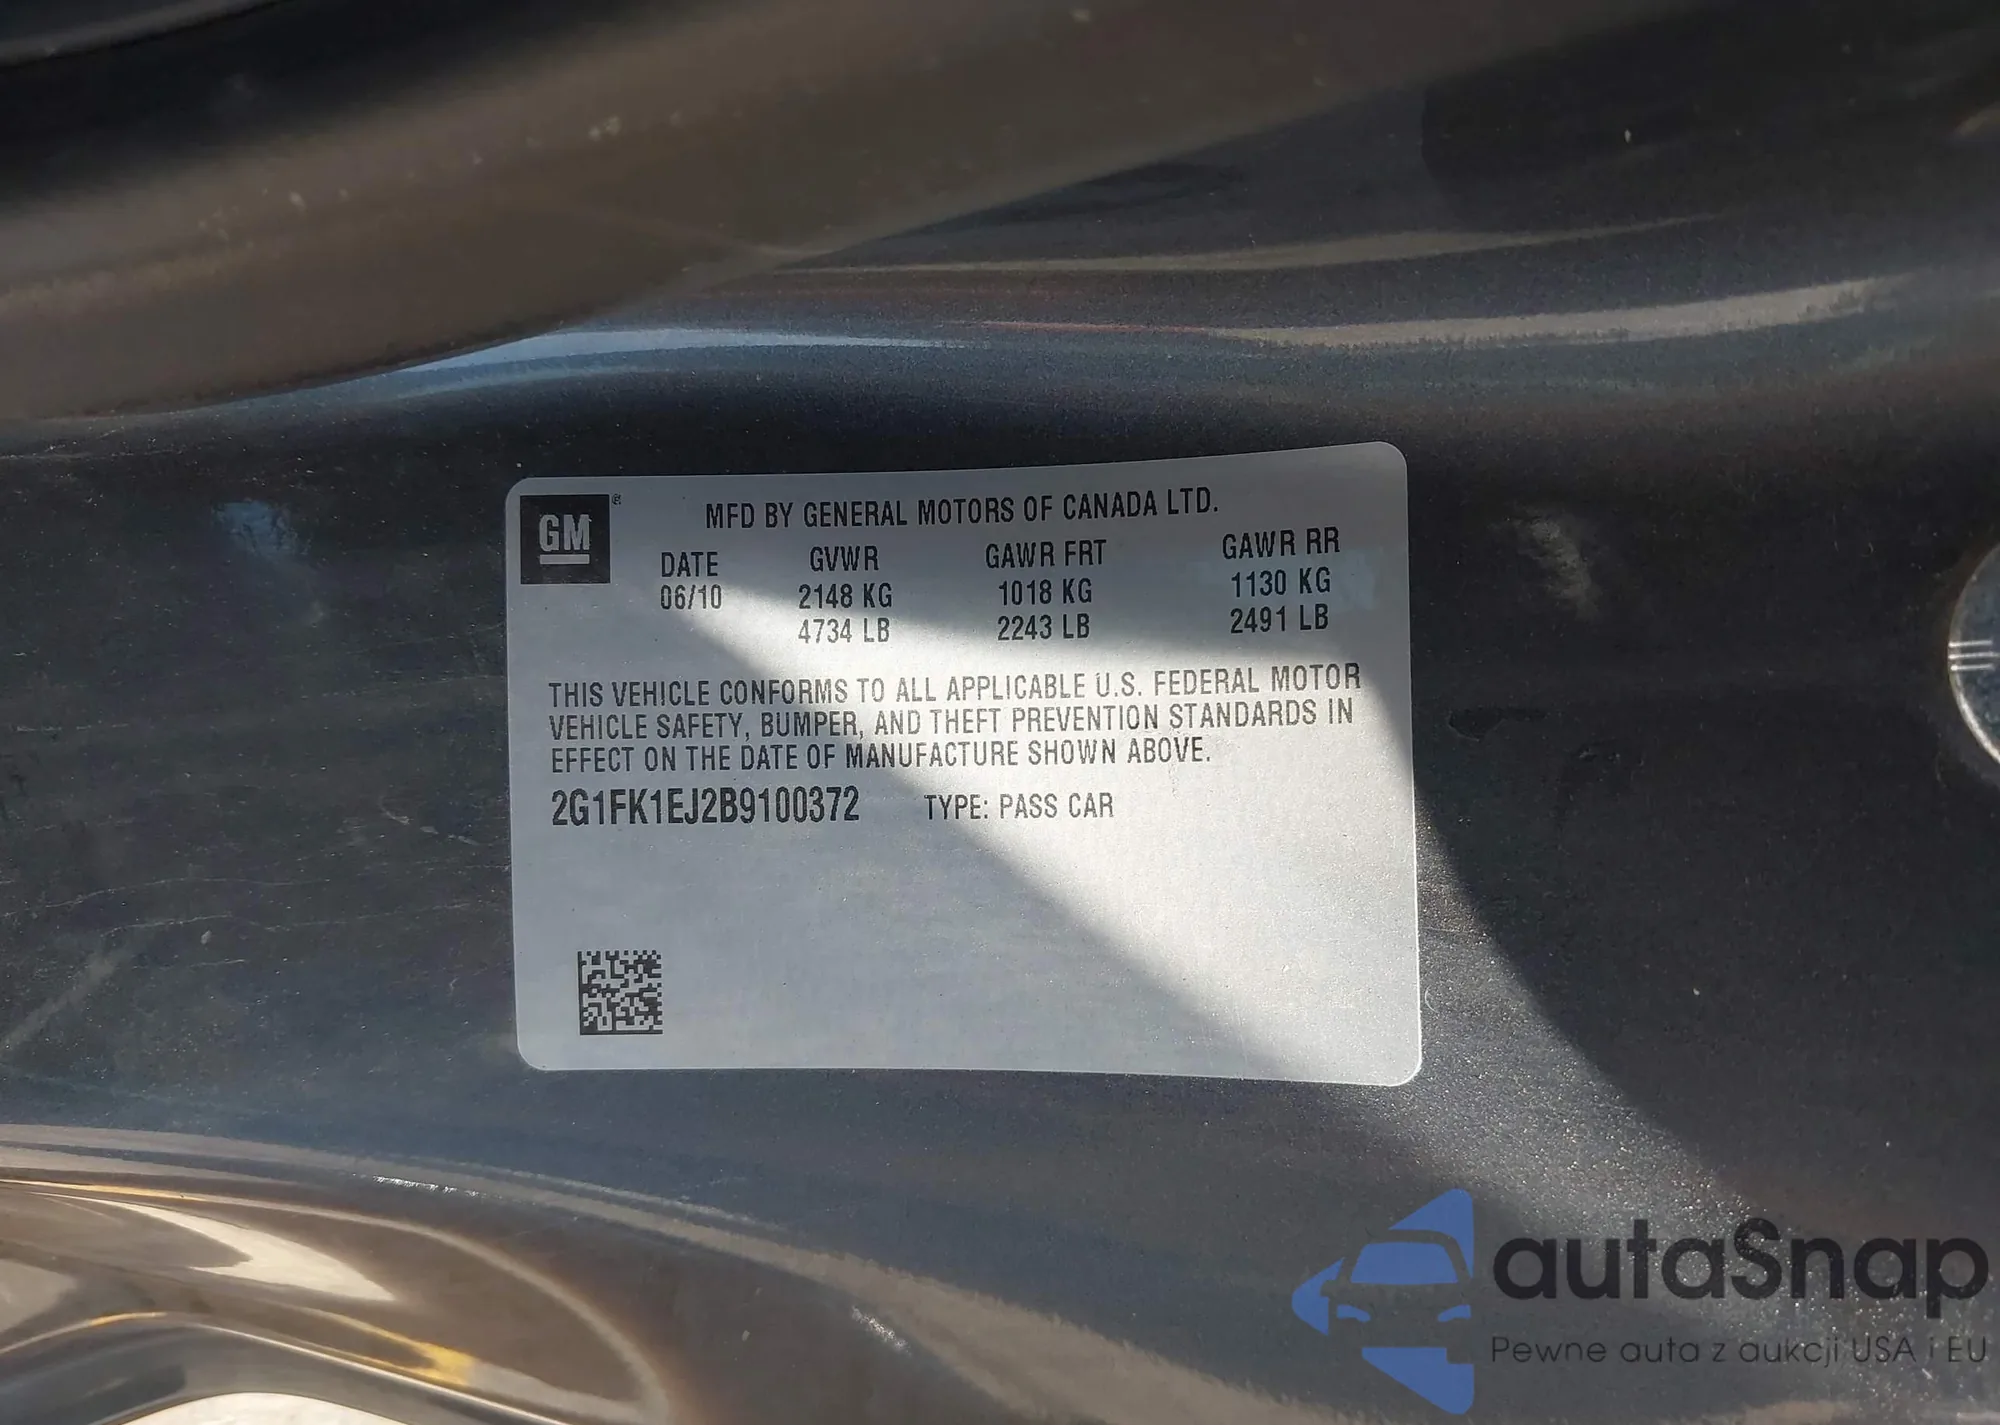 GM ®
MFD BY GENERAL MOTORS OF CANADA LTD.
DATE GVWR GAWR FRT GAWR RR
06/10 2148 KG 1018 KG 1130 KG
4734 LB 2243 LB 2491 LB
THIS VEHICLE CONFORMS TO ALL APPLICABLE U.S. FEDERAL MOTOR
VEHICLE SAFETY, BUMPER, AND THEFT PREVENTION STANDARDS IN
EFFECT ON THE DATE OF MANUFACTURE SHOWN ABOVE.
2G1FK1EJ2B9100372 TYPE: PASS CAR
autaSnap
Pewne auta z aukcji USA i EU